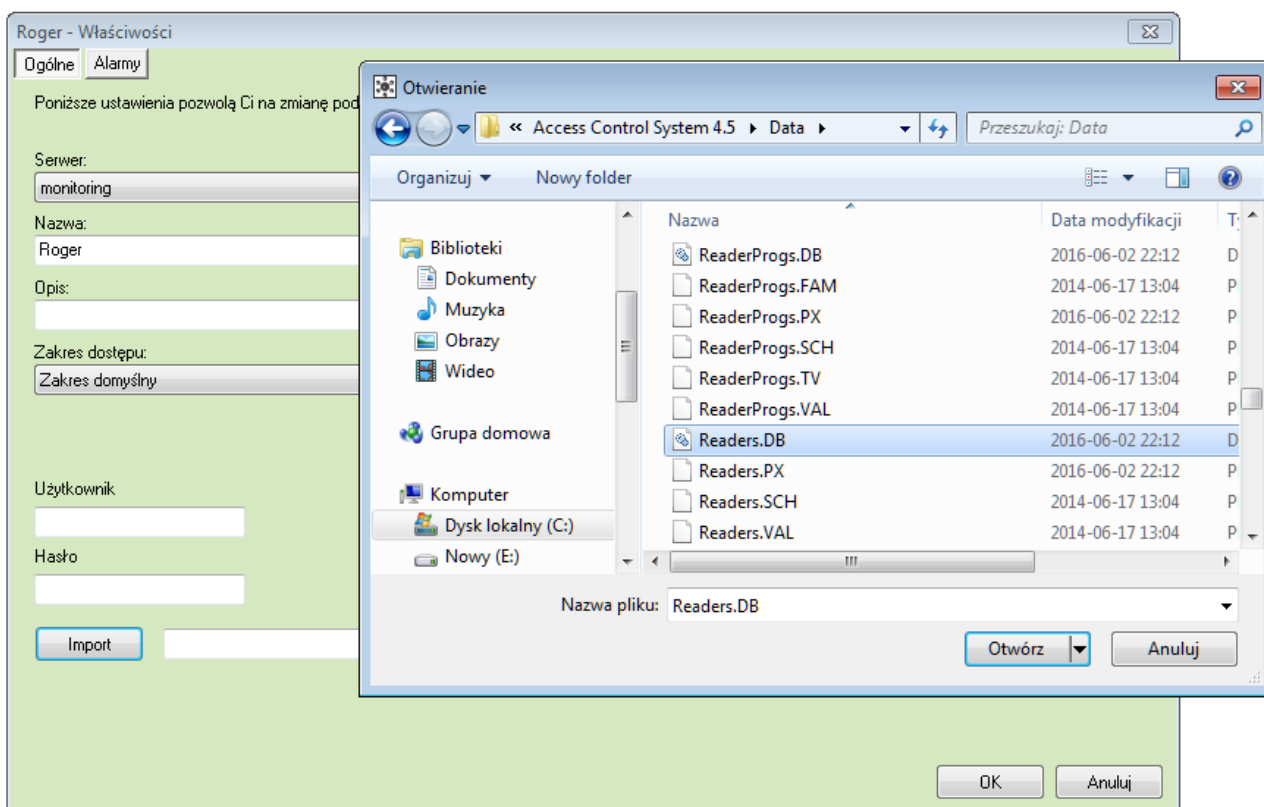 Roger - Właściwości
Ogólne Alarmy
Poniższe ustawienia pozwolą Ci na zmianę pod
Serwer:
monitoring
Nazwa:
Roger
Opis:
Zakres dostępu:
Zakres domyślny
Użytkownik
Hasło
Import
Otwieranie
« Access Control System 4.5 Data
Przeszukaj: Data
Organizuj Nowy folder
Biblioteki
Dokumenty
Muzyka
Obrazy
Wideo
Grupa domowa
Komputer
Dysk lokalny (C:)
Nowy (E:)
Nazwa Data modyfikacji T
ReaderProgs.DB 2016-06-02 22:12 D
ReaderProgs.FAM 2014-06-17 13:04 P
ReaderProgs.PX 2016-06-02 22:12 P
ReaderProgs.SCH 2014-06-17 13:04 P
ReaderProgs.TV 2014-06-17 13:04 P
ReaderProgs.VAL 2014-06-17 13:04 P
Readers.DB 2016-06-02 22:12 D
Readers.PX 2016-06-02 22:12 P
Readers.SCH 2014-06-17 13:04 P
Readers.VAL 2014-06-17 13:04 P
Nazwa pliku: Readers.DB
Otwórz Anuluj
OK Anuluj